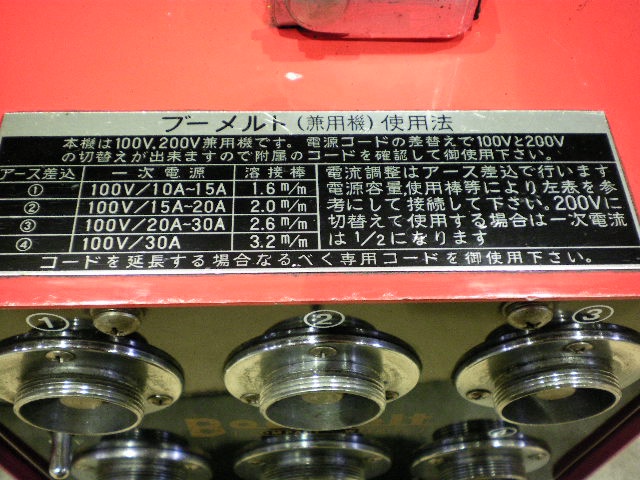 ブーメルト(兼用機)使用法
本機は100V,200V兼用機です。電源コードの差替えで100Vと200V
の切替えが出来ますので附属のコードを確認して御使用下さい。
アース差込 一次電源 溶接棒
① 100V/10A~15A 1.6m/m
② 100V/15A~20A 2.0m/m
③ 100V/20A~30A 2.6m/m
④ 100V/30A 3.2m/m
電流調整はアース差込で行います
電源容量使用棒等により左巻を参
考にして接続して下さい。200Vに
切替えて使用する場合は一次電流
は1/2になります
コードを延長する場合なるべく専用コードを御使用下さい。
① ② ③